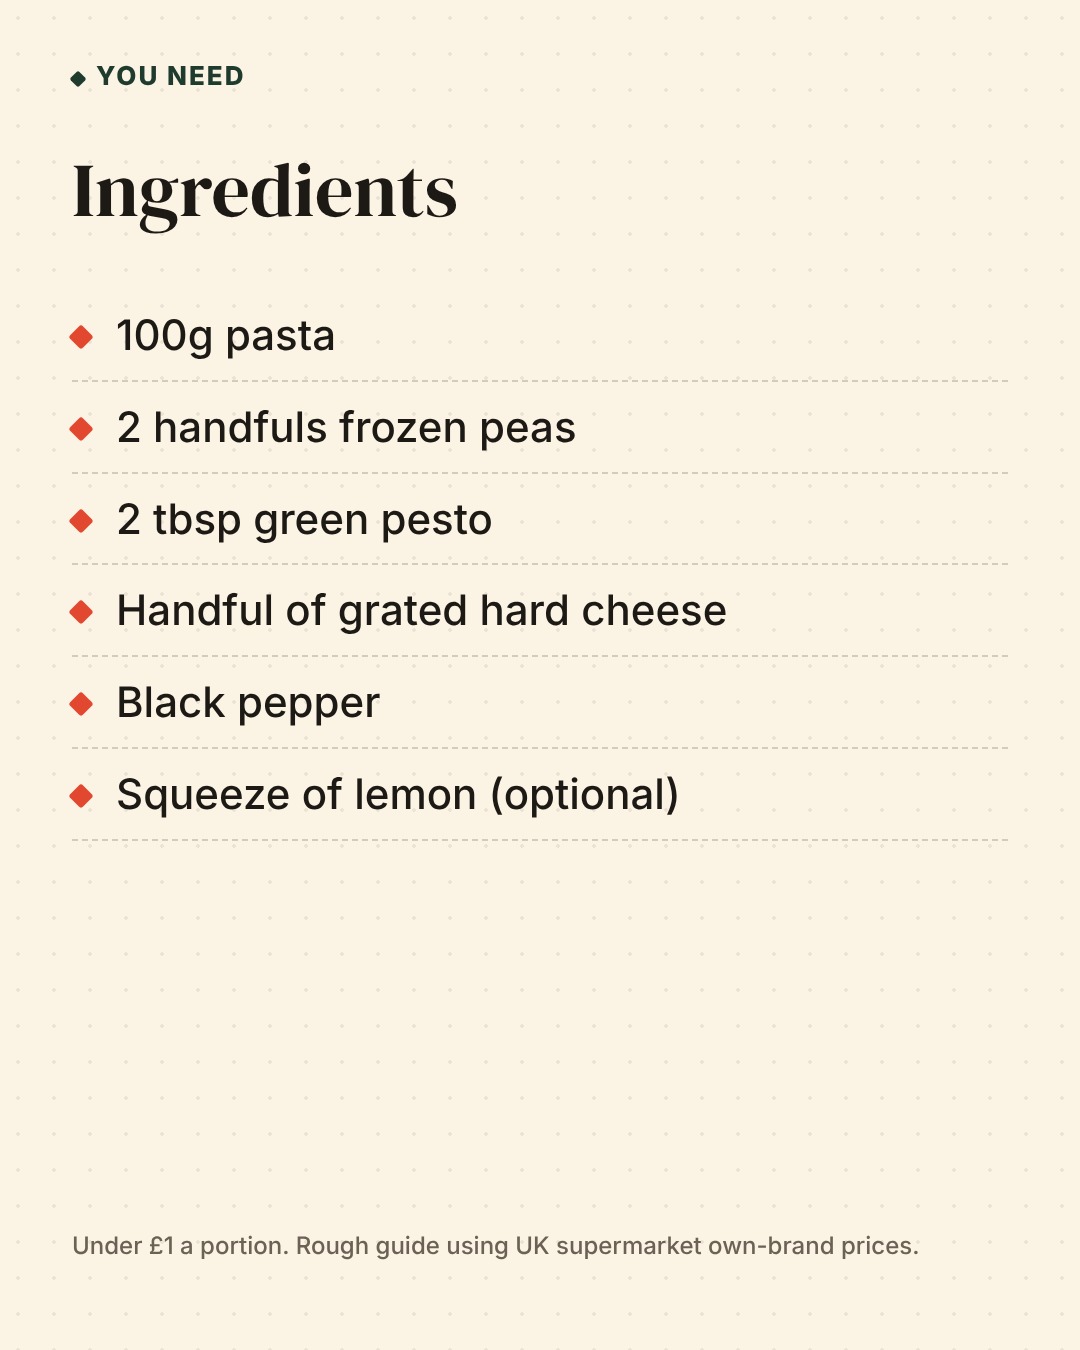 YOU NEED
Ingredients
100g pasta
2 handfuls frozen peas
2 tbsp green pesto
Handful of grated hard cheese
Black pepper
Squeeze of lemon (optional)
Under £1 a portion. Rough guide using UK supermarket own-brand prices.